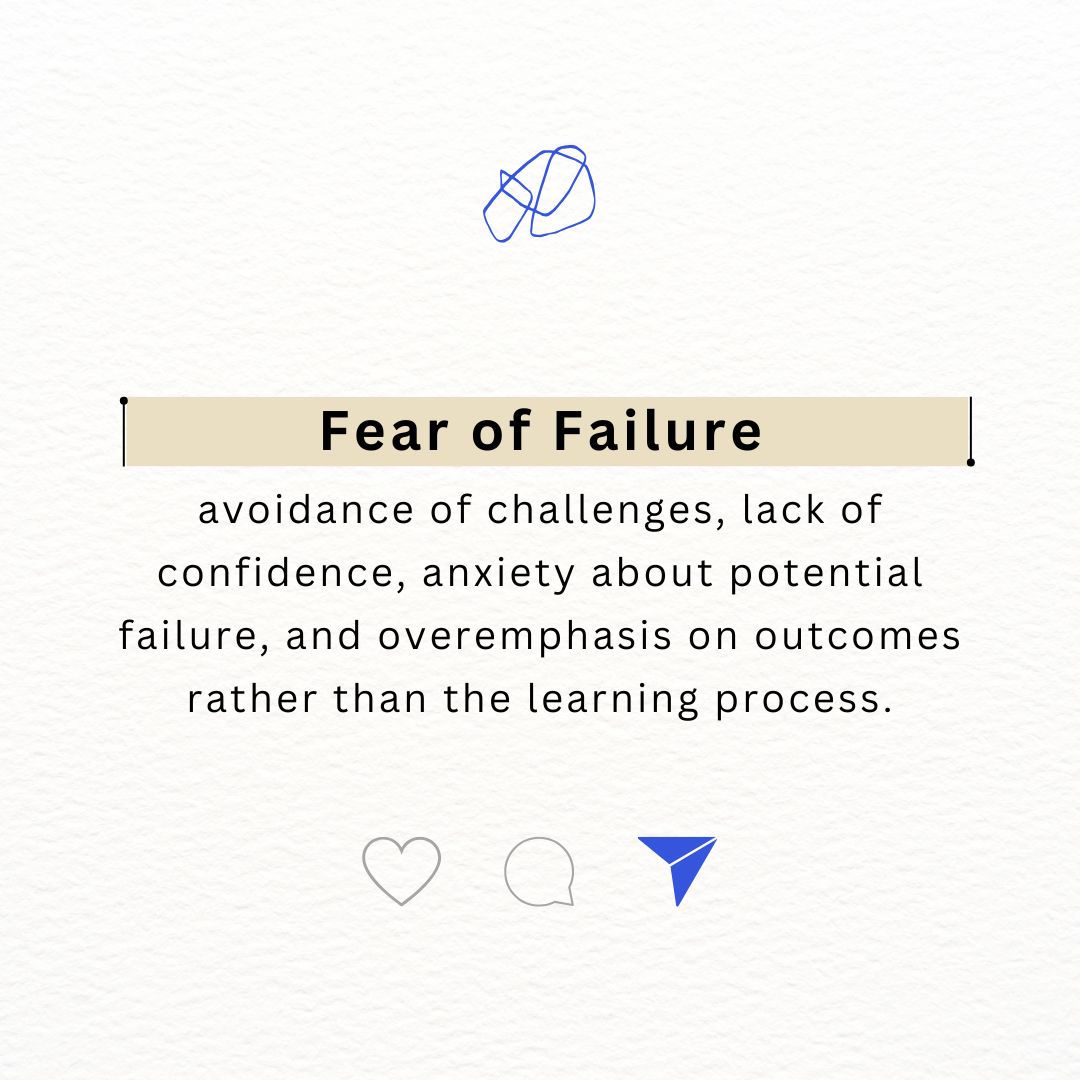 Fear of Failure
avoidance of challenges, lack of
confidence, anxiety about potential
failure, and overemphasis on outcomes
rather than the learning process.